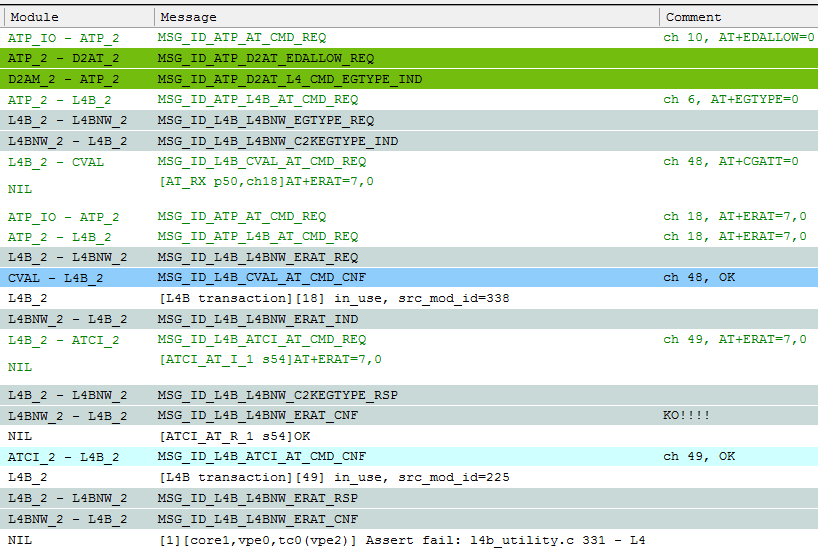 Module Message Comment
ATP_IO - ATP_2 MSG_ID_ATP_AT_CMD_REQ ch 10, AT+EDALLOW=0
ATP_2 - D2AT_2 MSG_ID_ATP_D2AT_EDALLOW_REQ
D2AM_2 - ATP_2 MSG_ID_ATP_D2AT_L4_CMD_EGTYPE_IND
ATP_2 - L4B_2 MSG_ID_ATP_L4B_AT_CMD_REQ ch 6, AT+EGTYPE=0
L4B_2 - L4BNW_2 MSG_ID_L4B_L4BNW_EGTYPE_REQ
L4BNW_2 - L4B_2 MSG_ID_L4B_L4BNW_C2KEGTYPE_IND
L4B_2 - CVAL MSG_ID_L4B_CVAL_AT_CMD_REQ ch 48, AT+CGATT=0
NIL [AT_RX p50,ch18]AT+ERAT=7,0
ATP_IO - ATP_2 MSG_ID_ATP_AT_CMD_REQ ch 18, AT+ERAT=7,0
ATP_2 - L4B_2 MSG_ID_ATP_L4B_AT_CMD_REQ ch 18, AT+ERAT=7,0
L4B_2 - L4BNW_2 MSG_ID_L4B_L4BNW_ERAT_REQ
CVAL - L4B_2 MSG_ID_L4B_CVAL_AT_CMD_CNF ch 48, OK
L4B_2 [L4B transaction][18] in_use, src_mod_id=338
L4BNW_2 - L4B_2 MSG_ID_L4B_L4BNW_ERAT_IND
L4B_2 - ATCI_2 MSG_ID_L4B_ATCI_AT_CMD_REQ ch 49, AT+ERAT=7,0
NIL [ATCI_AT_I_1 s54]AT+ERAT=7,0
L4B_2 - L4BNW_2 MSG_ID_L4B_L4BNW_C2KEGTYPE_RSP
L4BNW_2 - L4B_2 MSG_ID_L4B_L4BNW_ERAT_CNF KO!!!!
NIL [ATCI_AT_R_1 s54]OK
ATCI_2 - L4B_2 MSG_ID_L4B_ATCI_AT_CMD_CNF ch 49, OK
L4B_2 [L4B transaction][49] in_use, src_mod_id=225
L4B_2 - L4BNW_2 MSG_ID_L4B_L4BNW_ERAT_RSP
L4BNW_2 - L4B_2 MSG_ID_L4B_L4BNW_ERAT_CNF
NIL [1][core1,vpe0,tc0(vpe2)] Assert fail: l4b_utility.c 331 - L4